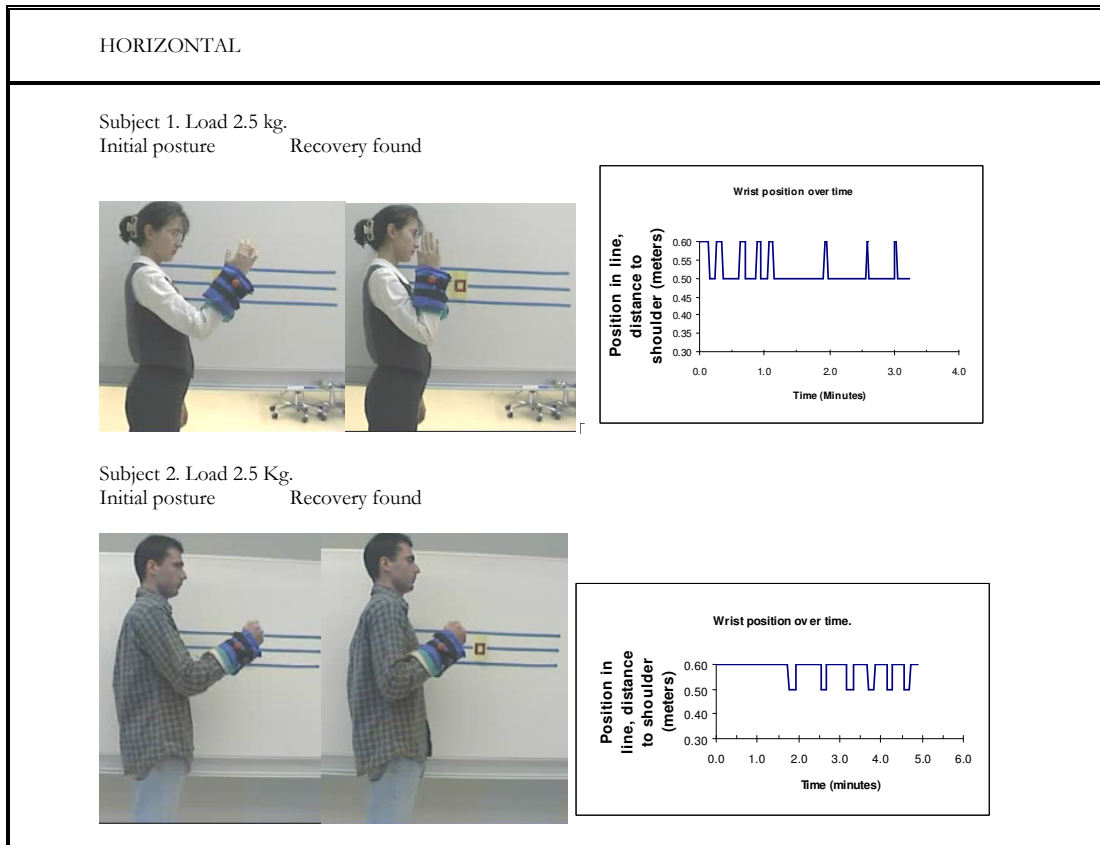 HORIZONTAL
Subject 1. Load 2.5 kg.
Initial posture Recovery found
Wrist position over time
Position in line,
distance to
shoulder (meters)
0.60
0.55
0.50
0.45
0.40
0.35
0.30
0.0 1.0 2.0 3.0 4.0
Time (Minutes)
Subject 2. Load 2.5 Kg.
Initial posture Recovery found
Wrist position over time.
Position in
line, distance
to shoulder
(meters)
0.60
0.50
0.40
0.30
0.0 1.0 2.0 3.0 4.0 5.0 6.0
Time (minutes)